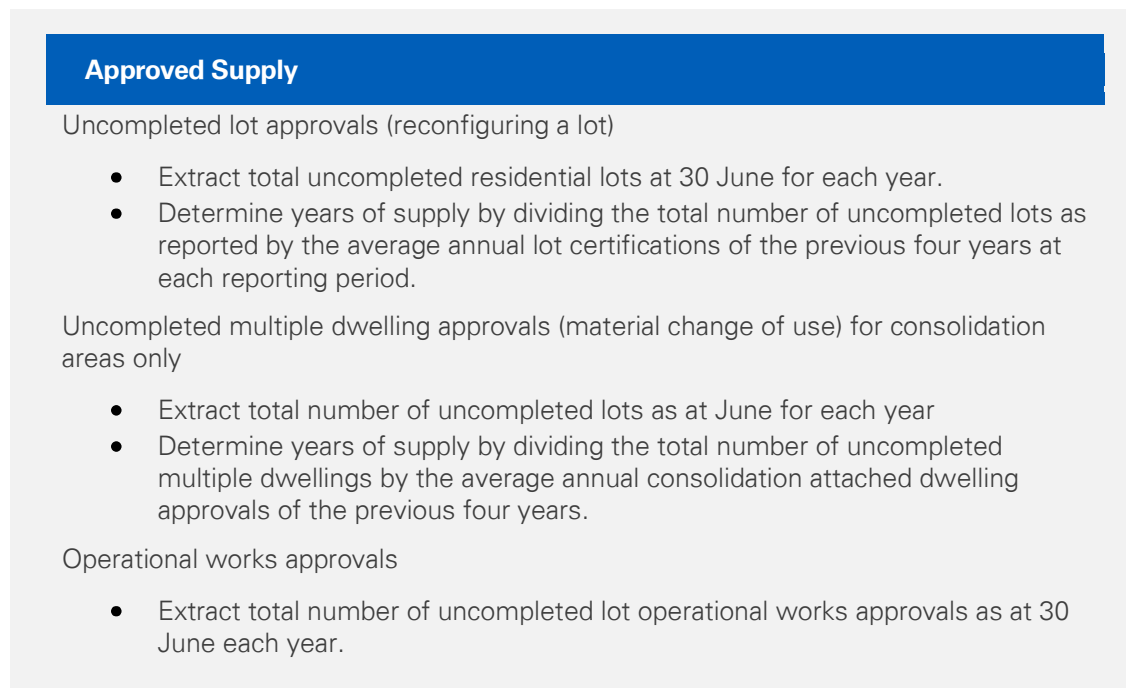 Approved Supply
Uncompleted lot approvals (reconfiguring a lot)
• Extract total uncompleted residential lots at 30 June for each year.
• Determine years of supply by dividing the total number of uncompleted lots as
reported by the average annual lot certifications of the previous four years at
each reporting period.
Uncompleted multiple dwelling approvals (material change of use) for consolidation
areas only
• Extract total number of uncompleted lots as at June for each year
• Determine years of supply by dividing the total number of uncompleted
multiple dwellings by the average annual consolidation attached dwelling
approvals of the previous four years.
Operational works approvals
• Extract total number of uncompleted lot operational works approvals as at 30
June each year.